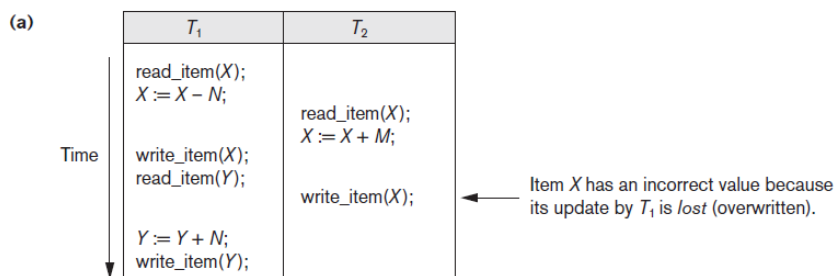 (a)
T1
T2
read_item(X);
X := X – N;
read_item(X);
X := X + M;
Time
write_item(X);
read_item(Y);
write_item(X);
Item X has an incorrect value because
its update by T1 is lost (overwritten).
Y := Y + N;
write_item(Y);